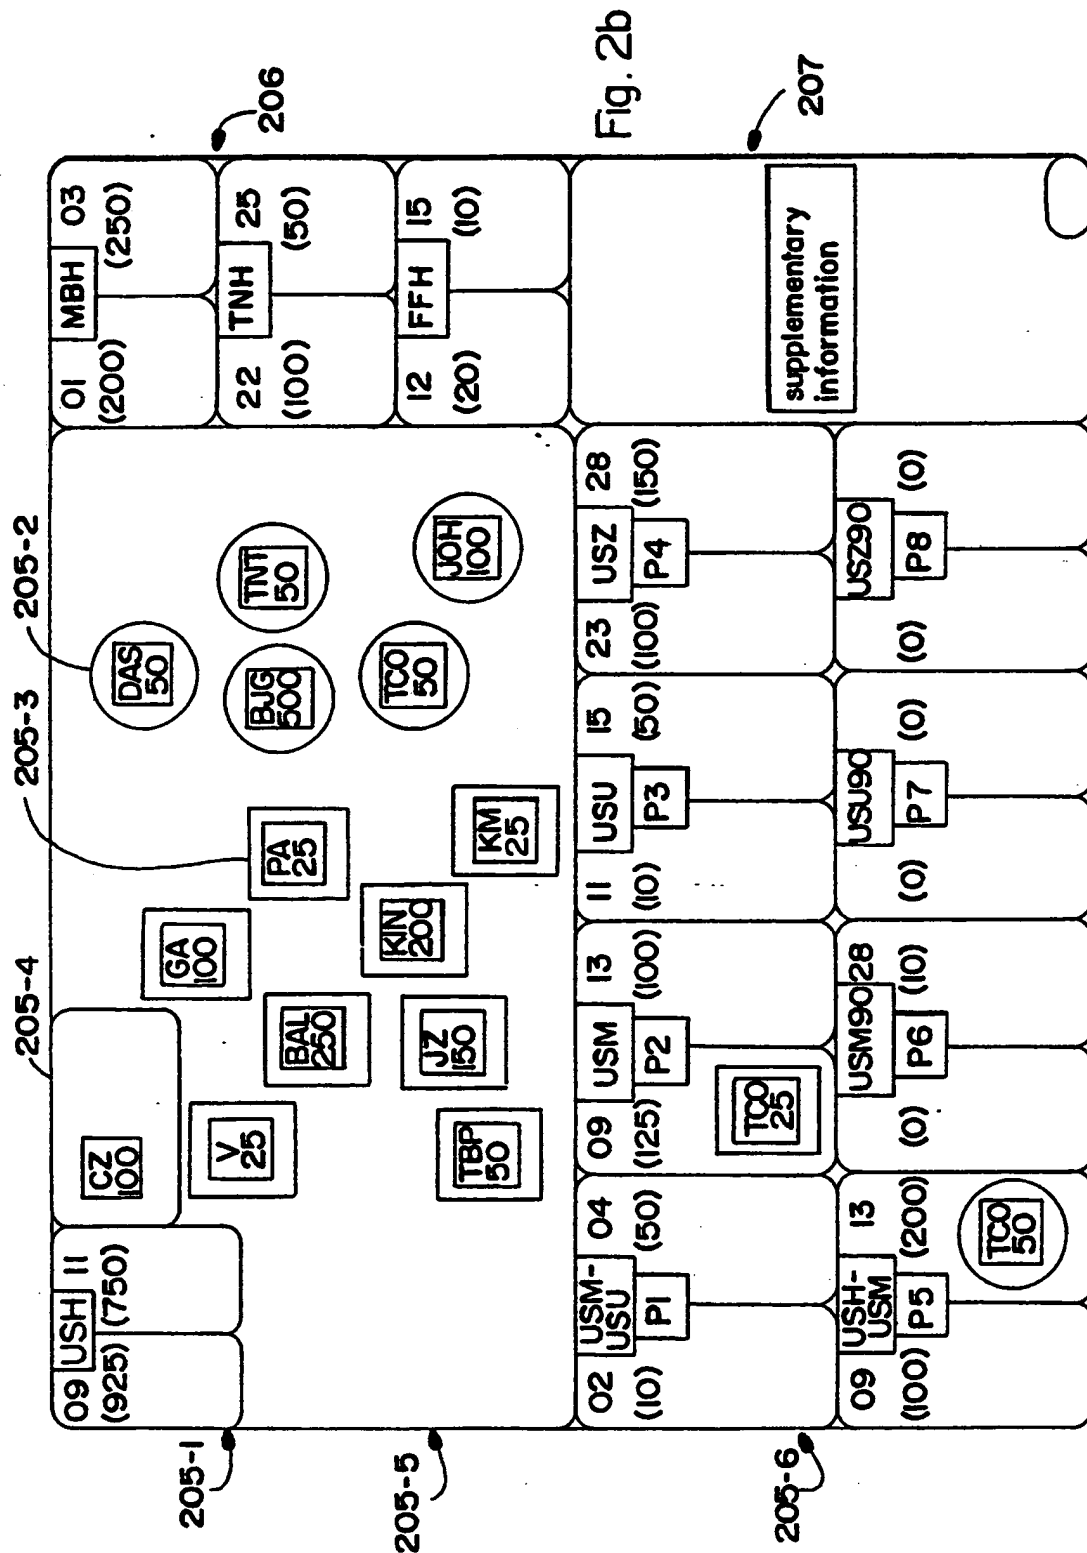 205-4
205-3
205-2
09 USH 11
(925) (750)
CZ
100
V
25
GA
100
BAL
250
PA
25
TBP
50
JZ
150
KIN
200
KM
25
DAS
50
BJG
500
TNT
50
TCO
50
JOH
100
01 MBH 03
(200) (250)
22 TNH 25
(100) (50)
12 FFH 15
(20) (10)
206
205-1
205-5
205-6
02 USM-
USU 04
(10) P1 (50)
09 USM 13
(125) P2 (100)
TCO
25
11 USU 15
(10) P3 (50)
23 USZ 28
(100) P4 (150)
09 USH-
USM 13
(100) P5 (200)
TCO
50
USM90 28
(0) P6 (10)
USU90
(0) P7 (0)
USZ90
(0) P8 (0)
supplementary
information
207
Fig. 2b